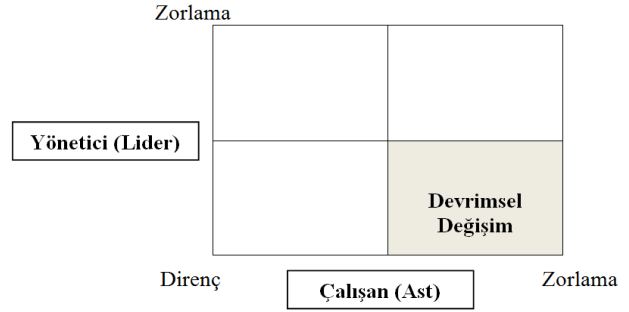 Zorlama
Yönetici (Lider)
Devrimsel
Değişim
Direnç
Zorlama
Çalışan (Ast)